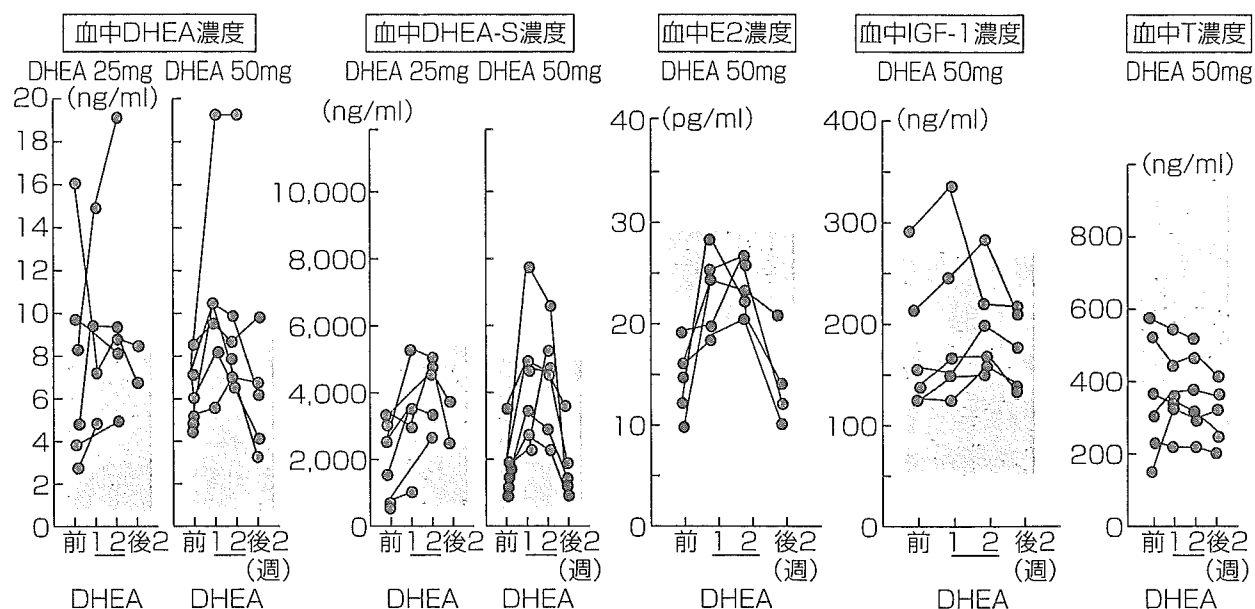 血中DHEA濃度
DHEA 25mg DHEA 50mg
(ng/ml)
20
18
16
14
12
10
8
6
4
2
0
前 1 2 後2
前 1 2 後2
(週)
DHEA
DHEA
血中DHEA-S濃度
DHEA 25mg DHEA 50mg
(ng/ml)
10,000
8,000
6,000
4,000
2,000
0
前 1 2 後2
前 1 2 後2
(週)
DHEA
DHEA
血中E2濃度
DHEA 50mg
(pg/ml)
40
30
20
10
0
前 1 2 後2
(週)
DHEA
血中IGF-1濃度
DHEA 50mg
(ng/ml)
400
300
200
100
0
前 1 2 後2
(週)
DHEA
血中T濃度
DHEA 50mg
(ng/ml)
800
600
400
200
0
前 1 2 後2
(週)
DHEA